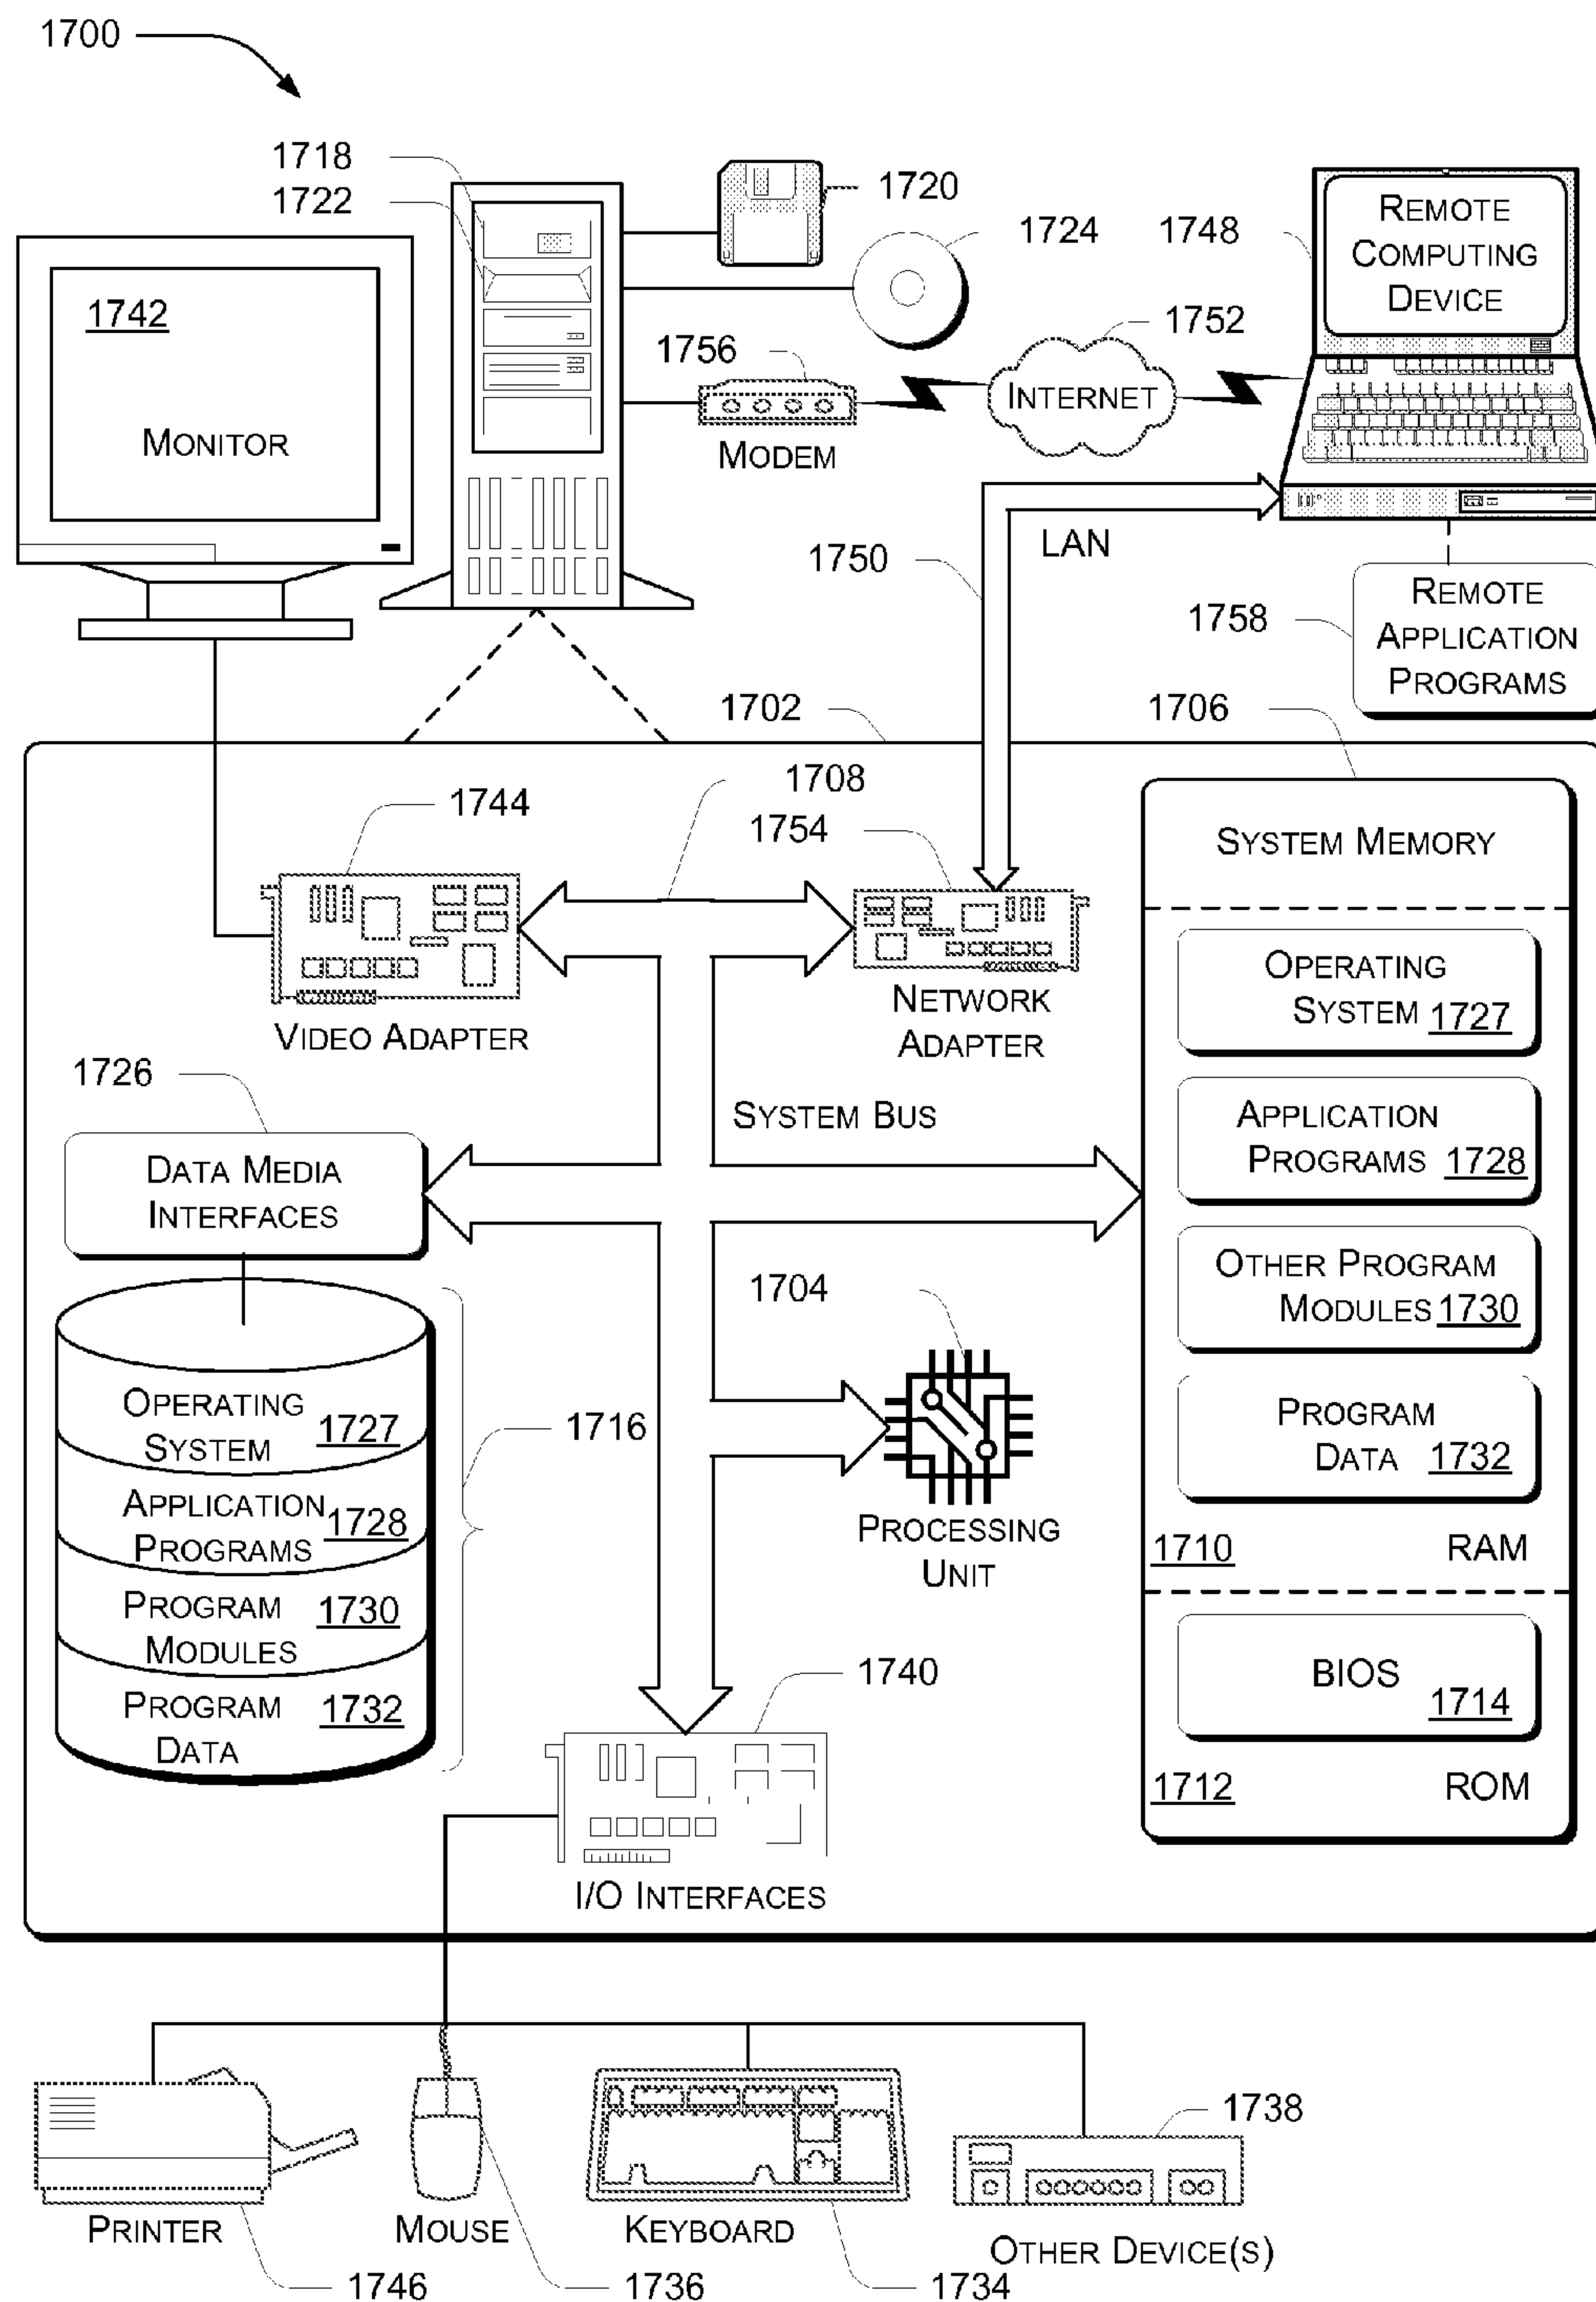 1700
1718
1722
1720
1724
1748
REMOTE
COMPUTING
DEVICE
1742
MONITOR
1756
MODEM
1752
INTERNET
LAN
1750
1758
REMOTE
APPLICATION
PROGRAMS
1702
1706
1708
1744
1754
VIDEO ADAPTER
NETWORK
ADAPTER
SYSTEM MEMORY
OPERATING
SYSTEM 1727
APPLICATION
PROGRAMS 1728
OTHER PROGRAM
MODULES 1730
PROGRAM
DATA 1732
1710 RAM
BIOS
1714
1712 ROM
1726
DATA MEDIA
INTERFACES
SYSTEM BUS
1704
PROCESSING
UNIT
OPERATING
SYSTEM 1727
APPLICATION
PROGRAMS 1728
PROGRAM
MODULES 1730
PROGRAM
DATA 1732
1716
1740
I/O INTERFACES
1738
PRINTER
MOUSE
KEYBOARD
OTHER DEVICE(S)
1746
1736
1734